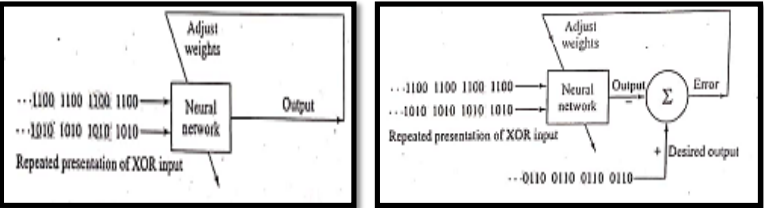 Adjust
weights
...1100 1100 1100 1100
...1010 1010 1010 1010
Neural
network
Output
Repeated presentation of XOR input
Adjust
weights
...1100 1100 1100 1100
...1010 1010 1010 1010
Neural
network
Output
−
Σ
Error
Repeated presentation of XOR input
+ Desired output
...0110 0110 0110 0110